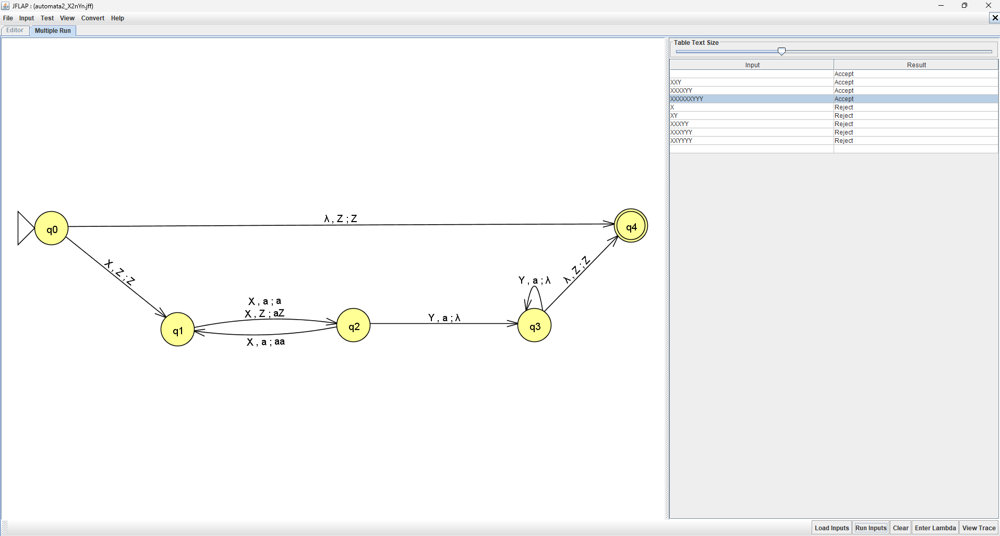 JFLAP : (automata2_X2nYn.jff)
File Input Test View Convert Help
Editor Multiple Run
Table Text Size
Input Result
Accept
XXY Accept
XXXXYY Accept
XXXXXXYYY Accept
X Reject
XY Reject
XXXYY Reject
XXXYYY Reject
XXYYYY Reject
λ , Z ; Z
q0
q4
X , Z ; Z
λ , Z ; Z
Y , a ; λ
X , a ; a
X , Z ; aZ
Y , a ; λ
q1
q2
q3
X , a ; aa
Load Inputs Run Inputs Clear Enter Lambda View Trace